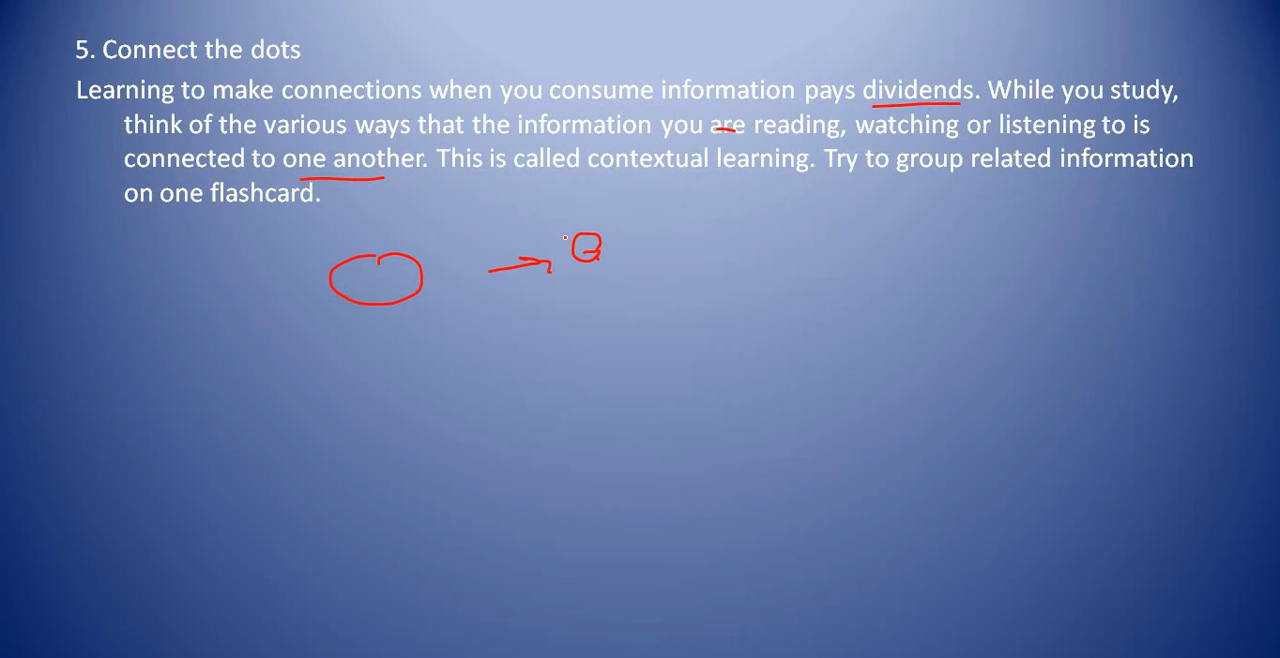 5. Connect the dots
Learning to make connections when you consume information pays dividends. While you study,
think of the various ways that the information you are reading, watching or listening to is
connected to one another. This is called contextual learning. Try to group related information
on one flashcard.